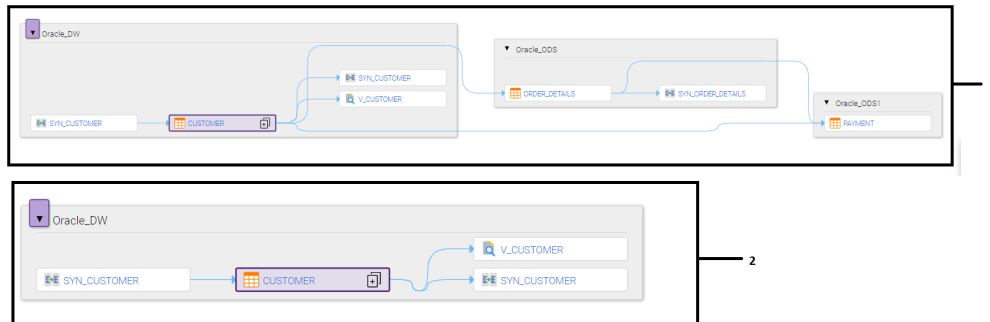 Oracle_DW
Oracle_ODS
SYN_CUSTOMER
V_CUSTOMER
ORDER_DETAILS
SYN_ORDER_DETAILS
Oracle_ODS1
SYN_CUSTOMER
CUSTOMER
PAYMENT
Oracle_DW
V_CUSTOMER
2
SYN_CUSTOMER
CUSTOMER
SYN_CUSTOMER